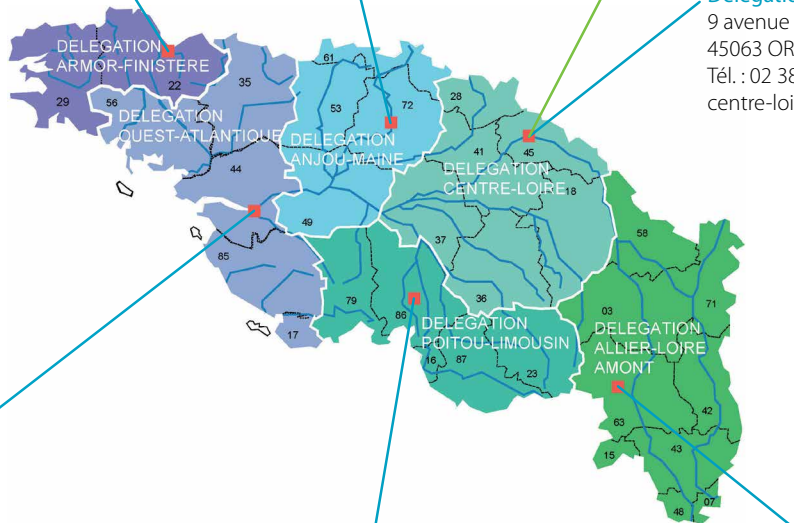 9 avenue
45063 OR
Tél. : 02 38
centre-loi
DELEGATION
ARMOR-FINISTERE
DELEGATION
OUEST-ATLANTIQUE
DELEGATION
ANJOU-MAINE
DELEGATION
CENTRE-LOIRE
DELEGATION
POITOU-LIMOUSIN
DELEGATION
ALLIER-LOIRE
AMONT
29
22
56
35
61
53
72
28
41
45
18
44
49
37
58
85
79
86
36
03
71
17
16
87
23
63
42
15
43
48
07